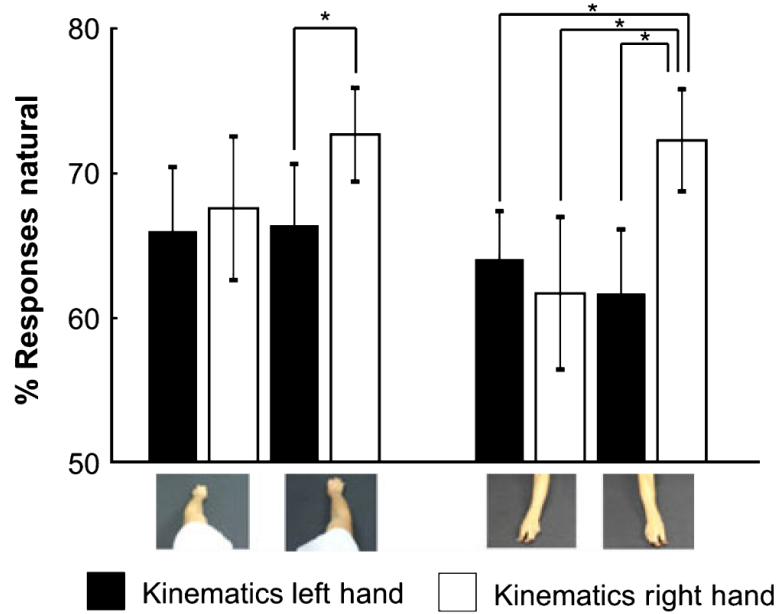 *
*
*
*
80
70
60
50
% Responses natural
Kinematics left hand
Kinematics right hand